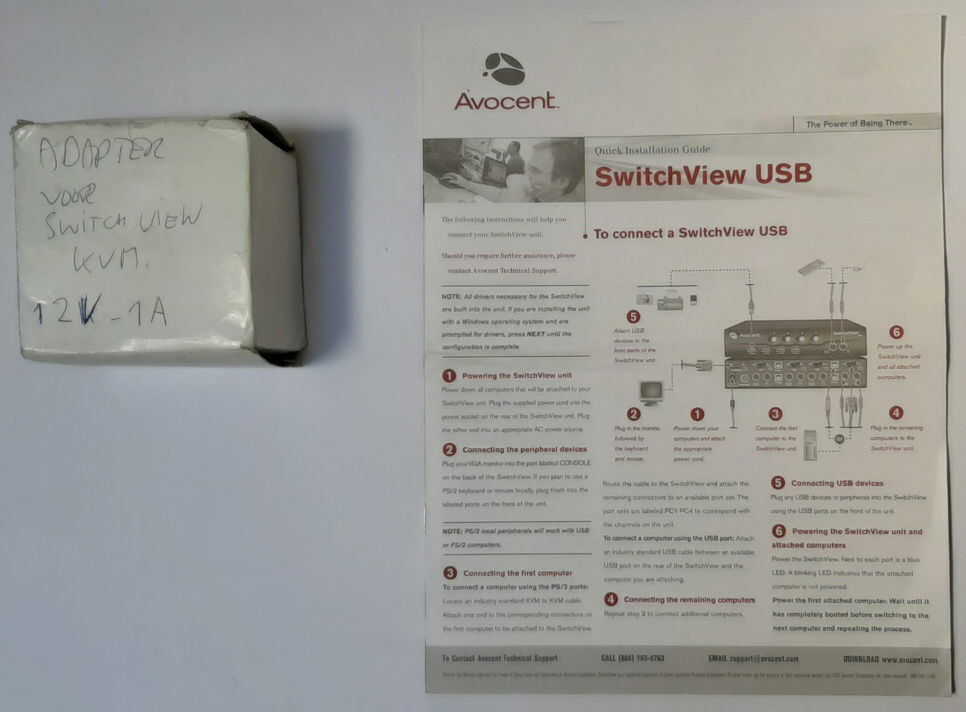 ADAPTER
VOOR
SWITCH VIEW
KVM.
12V-1A
Avocent.
The Power of Being There™
Quick Installation Guide
SwitchView USB
The following instructions will help you
connect your SwitchView unit.
Should you require further assistance, please
contact Avocent Technical Support.
NOTE: All drivers necessary for the SwitchView
are built into the unit. If you are installing the unit
with a Windows operating system and are
prompted for drivers, press NEXT until the
configuration is complete.
1 Powering the SwitchView unit
Power down all computers that will be attached to your
SwitchView unit. Plug the supplied power cord into the
power socket on the rear of the SwitchView unit. Plug
the other end into an appropriate AC power source.
2 Connecting the peripheral devices
Plug your VGA monitor into the port labeled CONSOLE
on the back of the SwitchView. If you plan to use a
PS/2 keyboard or mouse locally, plug them into the
labeled ports on the front of the unit.
NOTE: PS/2 local peripherals will work with USB
or PS/2 computers.
3 Connecting the first computer
To connect a computer using the PS/2 ports:
Locate an industry standard KVM to KVM cable.
Attach one end to the corresponding connectors on
the first computer to be attached to the SwitchView.
To connect a SwitchView USB
5
Attach USB
devices to the
front ports of the
SwitchView unit.
6
Power up the
SwitchView unit
and all attached
computers.
2
Plug in the monitor,
followed by
the keyboard
and mouse.
1
Power down your
computers and attach
the appropriate
power cord.
3
Connect the first
computer to the
SwitchView unit.
4
Plug in the remaining
computers to the
SwitchView unit.
Route the cable to the SwitchView and attach the
remaining connectors to an available port set. The
port sets are labeled PC1-PC4 to correspond with
the channels on the unit.
To connect a computer using the USB port: Attach
an industry standard USB cable between an available
USB port on the rear of the SwitchView and the
computer you are attaching.
4 Connecting the remaining computers
Repeat step 3 to connect additional computers.
5 Connecting USB devices
Plug any USB devices or peripherals into the SwitchView
using the USB ports on the front of the unit.
6 Powering the SwitchView unit and
attached computers
Power the SwitchView. Next to each port is a blue
LED. A blinking LED indicates that the attached
computer is not powered.
Power the first attached computer. Wait until it
has completely booted before switching to the
next computer and repeating the process.
To Contact Avocent Technical Support CALL (866) 793-8763 EMAIL support@avocent.com DOWNLOAD www.avocent.com